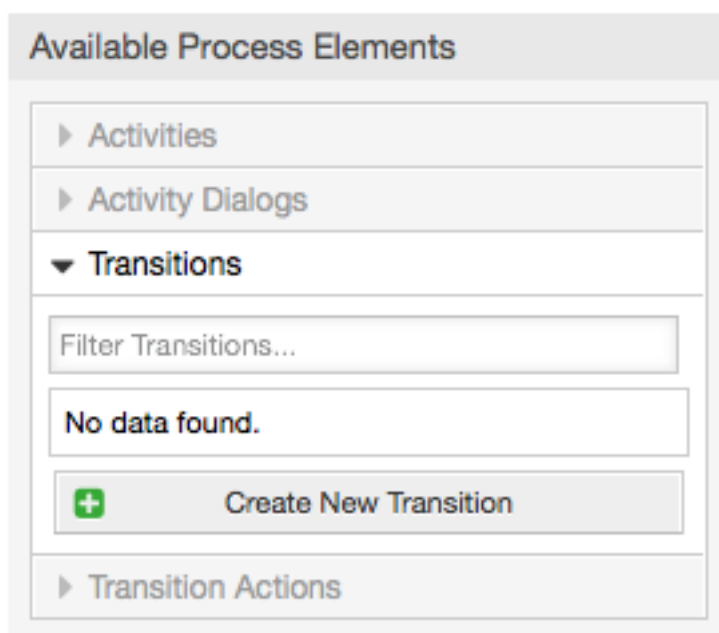 Available Process Elements
Activities
Activity Dialogs
Transitions
Filter Transitions...
No data found.
Create New Transition
Transition Actions